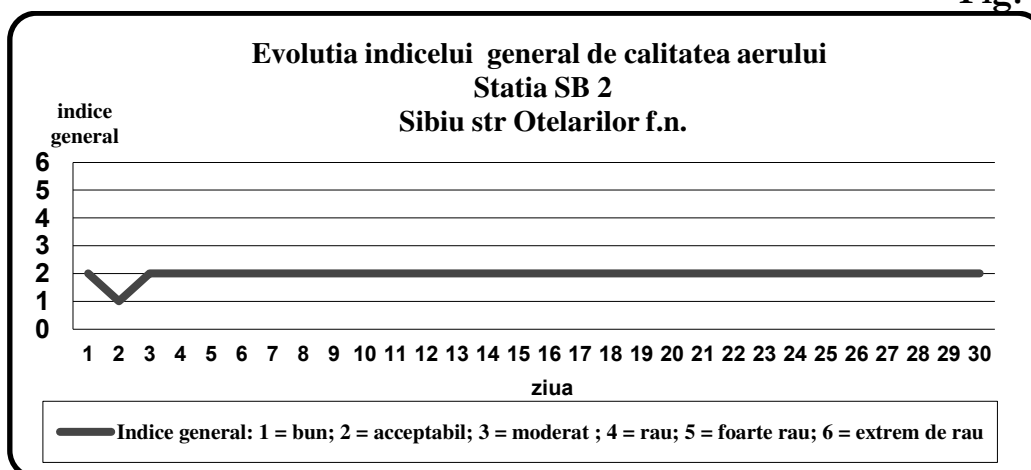 Fig.
Evolutia indicelui general de calitatea aerului
Statia SB 2
Sibiu str Otelarilor f.n.
indice
general
6
5
4
3
2
1
0
1 2 3 4 5 6 7 8 9 10 11 12 13 14 15 16 17 18 19 20 21 22 23 24 25 26 27 28 29 30
ziua
Indice general: 1 = bun; 2 = acceptabil; 3 = moderat ; 4 = rau; 5 = foarte rau; 6 = extrem de rau